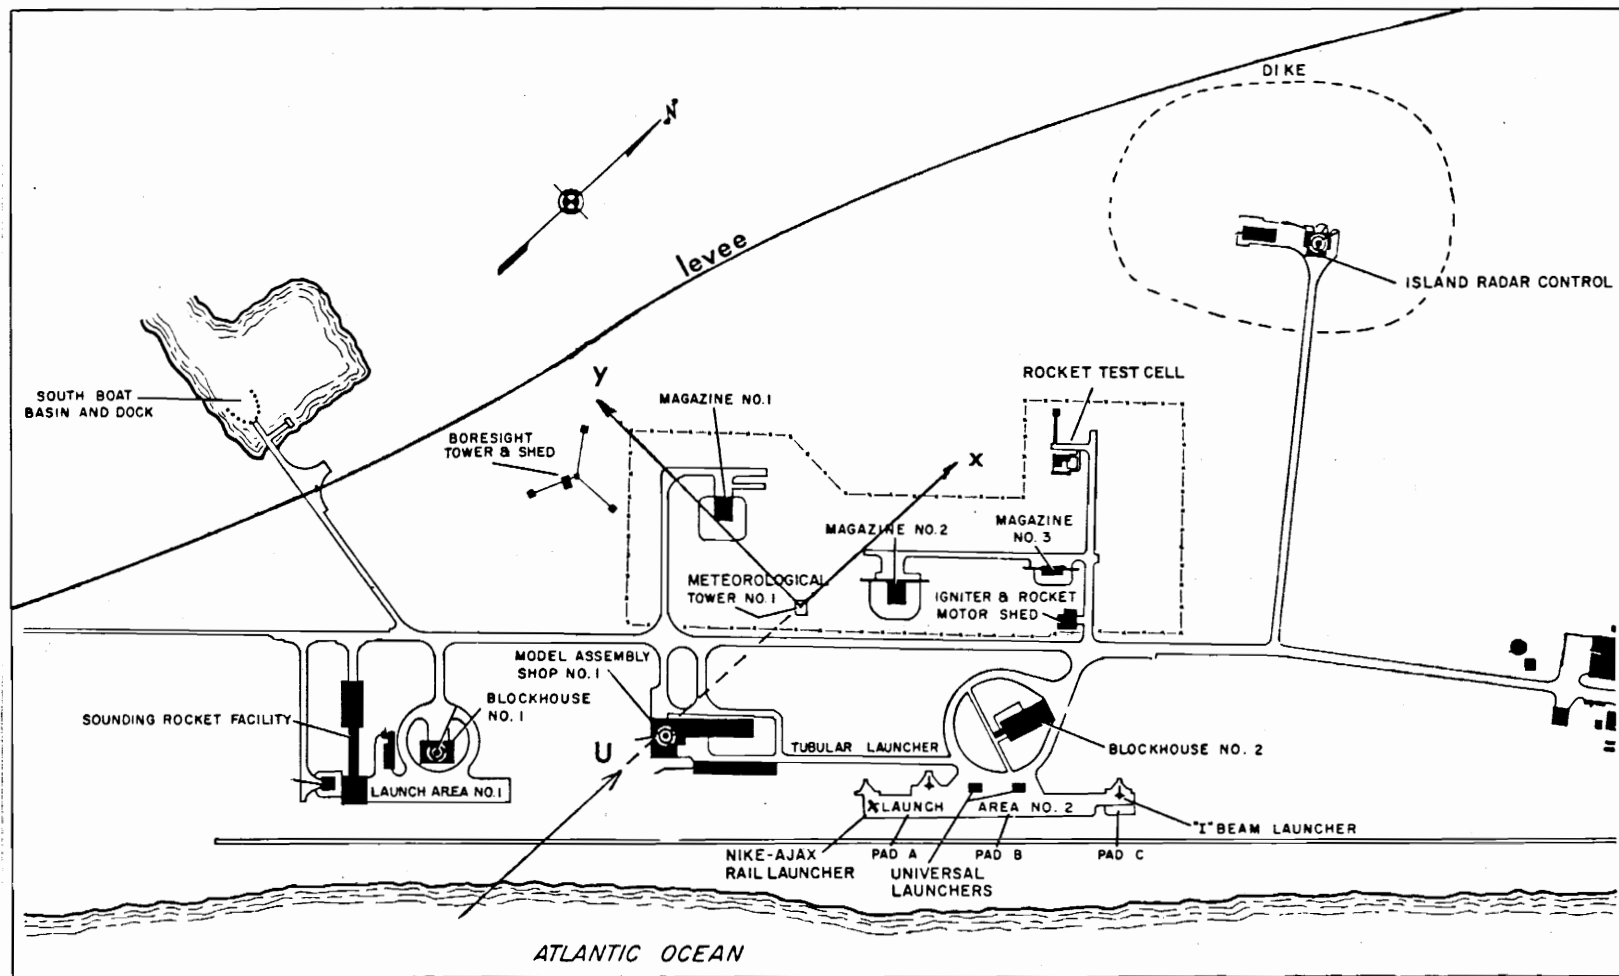 DIKE
N
levee
ISLAND RADAR CONTROL
y
ROCKET TEST CELL
SOUTH BOAT
BASIN AND DOCK
MAGAZINE NO.1
BORESIGHT
TOWER & SHED
x
MAGAZINE NO.2
MAGAZINE
NO. 3
METEOROLOGICAL
TOWER NO.1
IGNITER & ROCKET
MOTOR SHED
MODEL ASSEMBLY
SHOP NO.1
BLOCKHOUSE
NO. 1
SOUNDING ROCKET FACILITY
U
TUBULAR LAUNCHER
BLOCKHOUSE NO. 2
LAUNCH AREA NO.1
LAUNCH AREA NO. 2
"I" BEAM LAUNCHER
NIKE-AJAX
RAIL LAUNCHER
PAD A
UNIVERSAL
LAUNCHERS
PAD B
PAD C
ATLANTIC OCEAN